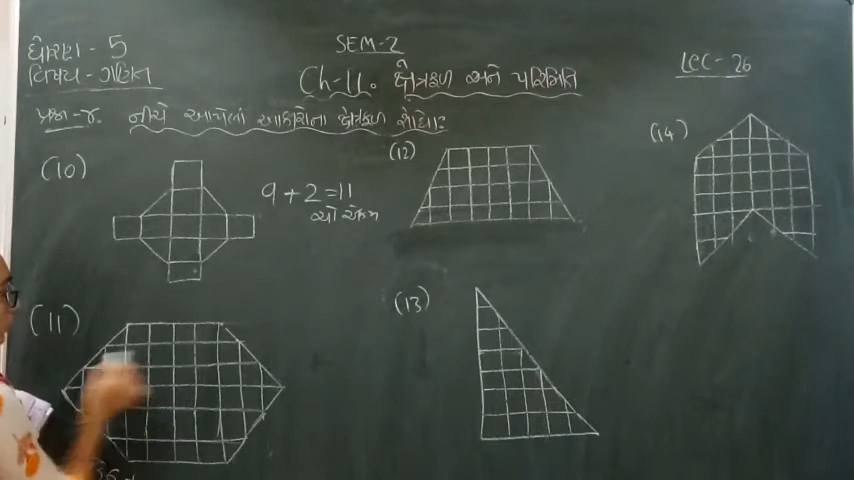 ધોરણ - 5
વિષય - ગણિત
SEM-2
Ch-11. ક્ષેત્રફળ અને પરિમિતિ
LEC-26
પ્રશ્ન-૪. નીચે આપેલાં આકારોના ક્ષેત્રફળ શોધો:
(10)
9 + 2 = 11
ચો એકમ
(11)
(12)
(13)
(14)